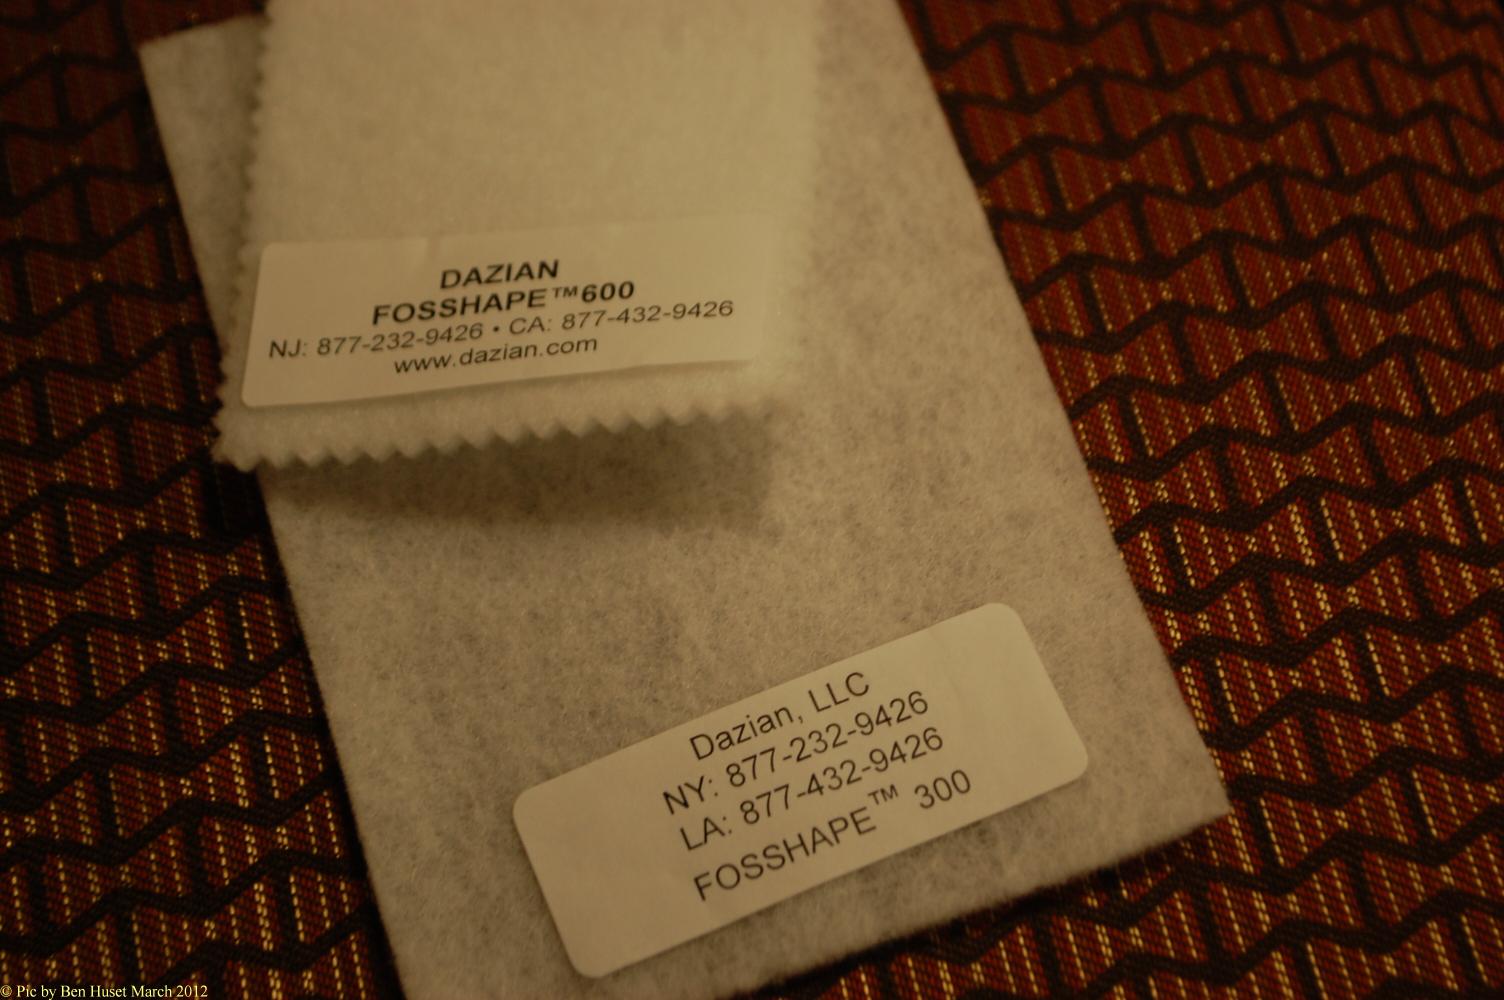 DAZIAN
FOSSHAPE™600
NJ: 877-232-9426 • CA: 877-432-9426
www.dazian.com
Dazian, LLC
NY: 877-232-9426
LA: 877-432-9426
FOSSHAPE™ 300
© Pic by Ben Huset March 2012